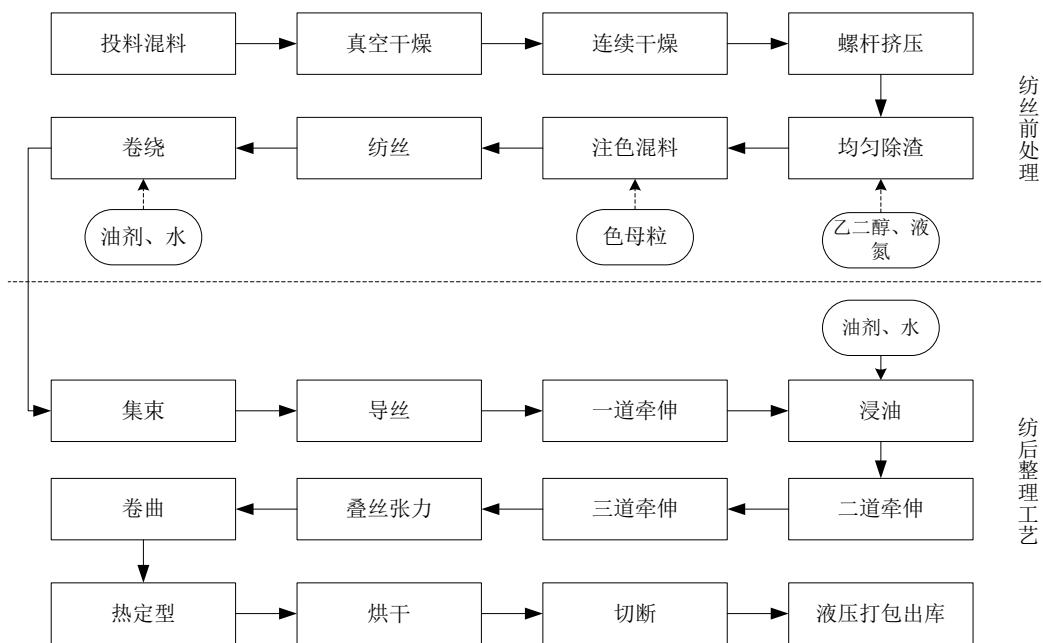 投料混料
真空干燥
连续干燥
螺杆挤压
卷绕
纺丝
注色混料
均匀除渣
油剂、水
色母粒
乙二醇、液
氮
纺丝前处理
油剂、水
集束
导丝
一道牵伸
浸油
卷曲
叠丝张力
三道牵伸
二道牵伸
热定型
烘干
切断
液压打包出库
纺后整理工艺